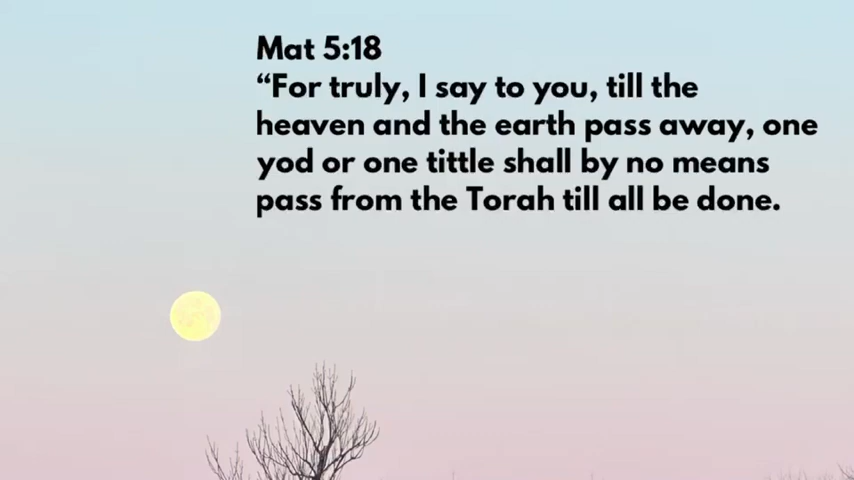 Mat 5:18
“For truly, I say to you, till the
heaven and the earth pass away, one
yod or one tittle shall by no means
pass from the Torah till all be done.